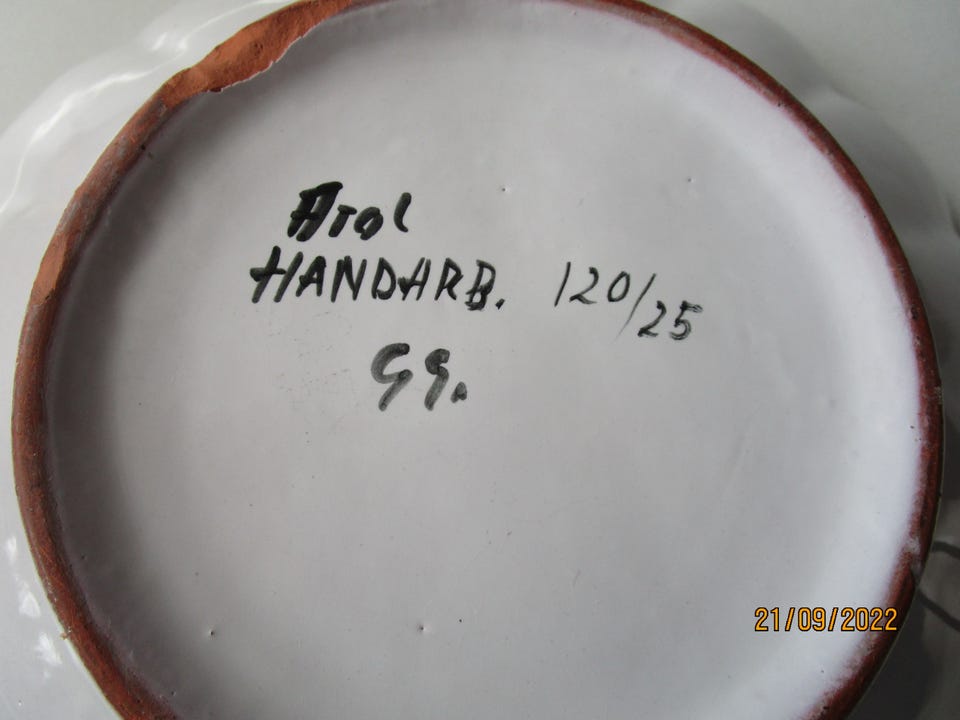 Atol
HANDARB. 120/25
Gg.
21/09/2022